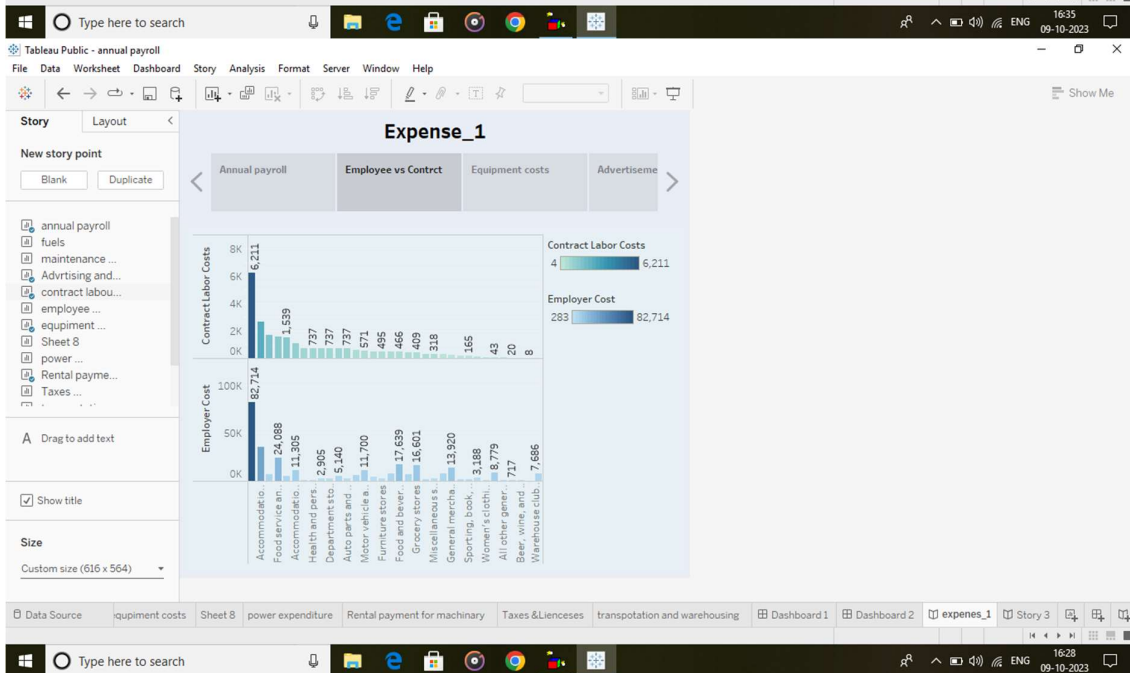 Type here to search
ENG
16:35
09-10-2023
Tableau Public - annual payroll
File Data Worksheet Dashboard Story Analysis Format Server Window Help
Show Me
Story Layout
New story point
Blank Duplicate
annual payroll
fuels
maintenance ...
Advrtising and...
contract labou...
employee ...
equpiment ...
Sheet 8
power ...
Rental payme...
Taxes ...
A Drag to add text
Show title
Size
Custom size (616 x 564)
Expense_1
Annual payroll
Employee vs Contrct
Equipment costs
Advertiseme
Contract Labor Costs
8K
6K
4K
2K
0K
6,211
1,539
737
737
737
571
495
466
409
318
165
43
20
8
Employer Cost
100K
50K
0K
82,714
24,088
11,305
2,905
5,140
11,700
17,639
16,601
13,920
3,188
8,779
717
7,686
Accommodatio..
Food service an..
Accommodatio..
Health and pers..
Department sto..
Auto parts and ..
Motor vehicle a..
Furniture stores
Food and bever..
Grocery stores
Miscellaneous s..
General mercha..
Sporting, book, ..
Women's clothi..
All other gener..
Beer, wine, and ..
Warehouse club..
Contract Labor Costs
4 6,211
Employer Cost
283 82,714
Data Source equpiment costs Sheet 8 power expenditure Rental payment for machinary Taxes &Lienceses transpotation and warehousing Dashboard 1 Dashboard 2 expenes_1 Story 3
Type here to search
ENG
16:28
09-10-2023